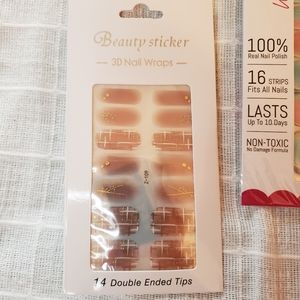 Beauty sticker
3D Nail Wraps
14 Double Ended Tips
100%
Real Nail Polish
16 STRIPS
Fits All Nails
LASTS
Up To 10 Days
NON-TOXIC
No Damage Formula